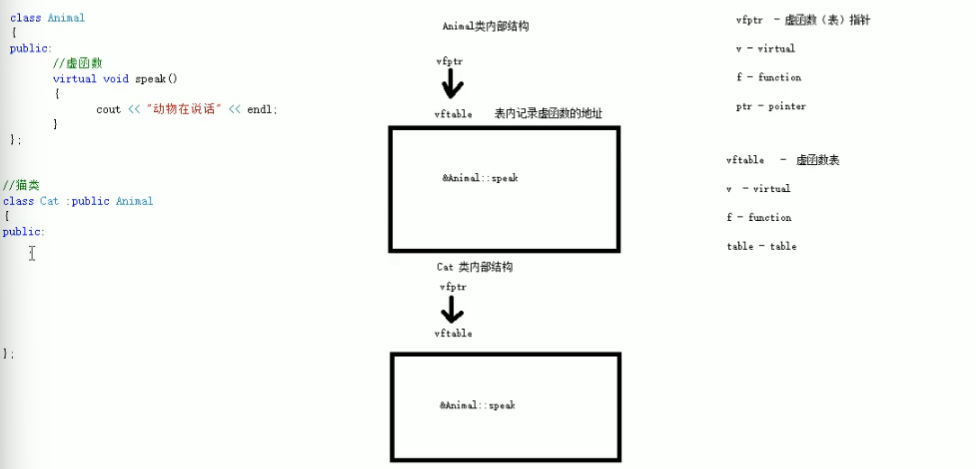 class Animal
{
public:
//虚函数
virtual void speak()
{
cout << "动物在说话" << endl;
}
};
//猫类
class Cat :public Animal
{
public:
};
Animal类内部结构
vfptr
vftable 表内记录虚函数的地址
&Animal::speak
Cat 类内部结构
vfptr
vftable
&Animal::speak
vfptr - 虚函数（表）指针
v - virtual
f - function
ptr - pointer
vftable - 虚函数表
v - virtual
f - function
table - table